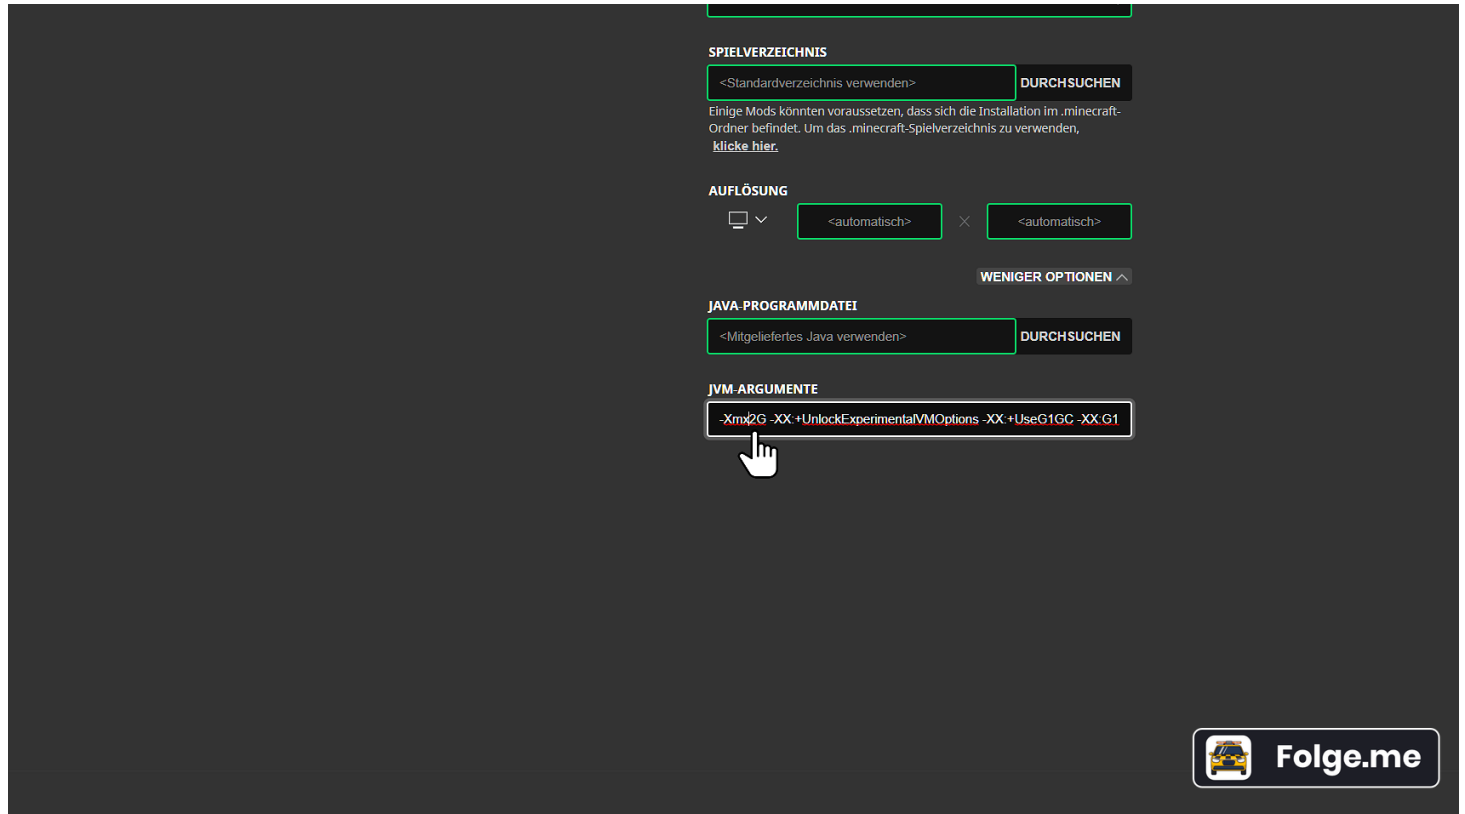 SPIELVERZEICHNIS
<Standardverzeichnis verwenden> DURCHSUCHEN
Einige Mods könnten voraussetzen, dass sich die Installation im .minecraft-
Ordner befindet. Um das .minecraft-Spielverzeichnis zu verwenden,
klicke hier.
AUFLÖSUNG
<automatisch> <automatisch>
WENIGER OPTIONEN
JAVA-PROGRAMMDATEI
<Mitgeliefertes Java verwenden> DURCHSUCHEN
JVM-ARGUMENTE
-Xmx2G -XX:+UnlockExperimentalVMOptions -XX:+UseG1GC -XX:G1
Folge.me